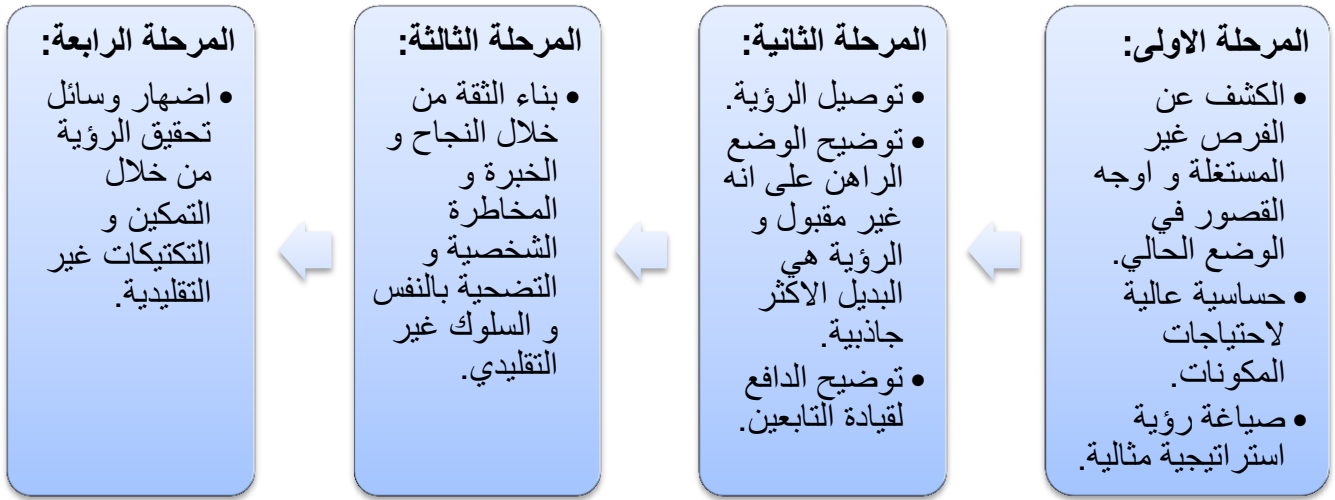 المرحلة الاولى:
• الكشف عن
الفرص غير
المستغلة و اوجه
القصور في
الوضع الحالي.
• حساسية عالية
لاحتياجات
المكونات.
• صياغة رؤية
استراتيجية مثالية.
المرحلة الثانية:
• توصيل الرؤية.
• توضيح الوضع
الراهن على انه
غير مقبول و
الرؤية هي
البديل الاكثر
جاذبية.
• توضيح الدافع
لقيادة التابعين.
المرحلة الثالثة:
• بناء الثقة من
خلال النجاح و
الخبرة و
المخاطرة
الشخصية و
التضحية بالنفس
و السلوك غير
التقليدي.
المرحلة الرابعة:
• اضهار وسائل
تحقيق الرؤية
من خلال
التمكين و
التكتيكات غير
التقليدية.